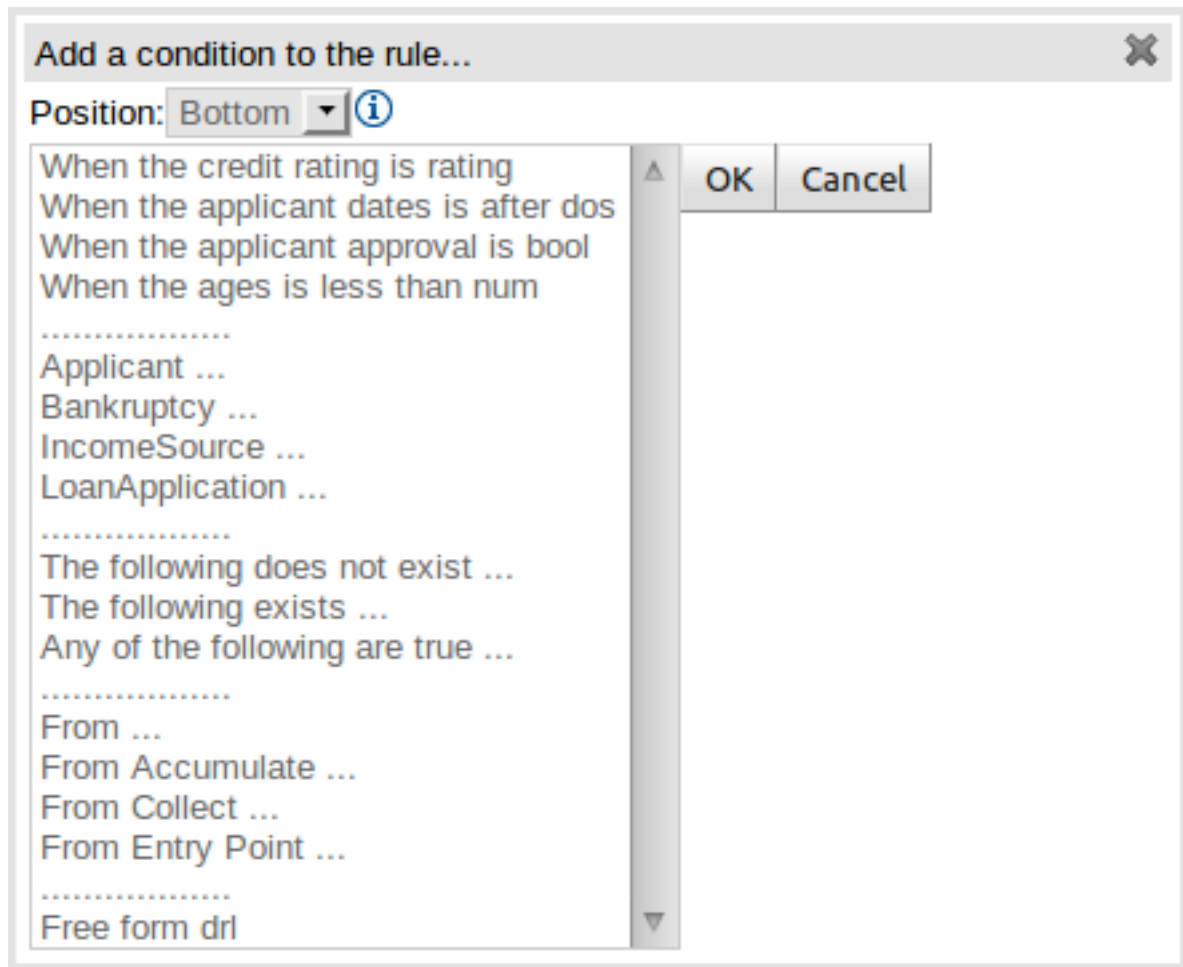 Add a condition to the rule...
Position: Bottom
When the credit rating is rating
When the applicant dates is after dos
When the applicant approval is bool
When the ages is less than num
..................
Applicant ...
Bankruptcy ...
IncomeSource ...
LoanApplication ...
..................
The following does not exist ...
The following exists ...
Any of the following are true ...
..................
From ...
From Accumulate ...
From Collect ...
From Entry Point ...
..................
Free form drl
OK Cancel